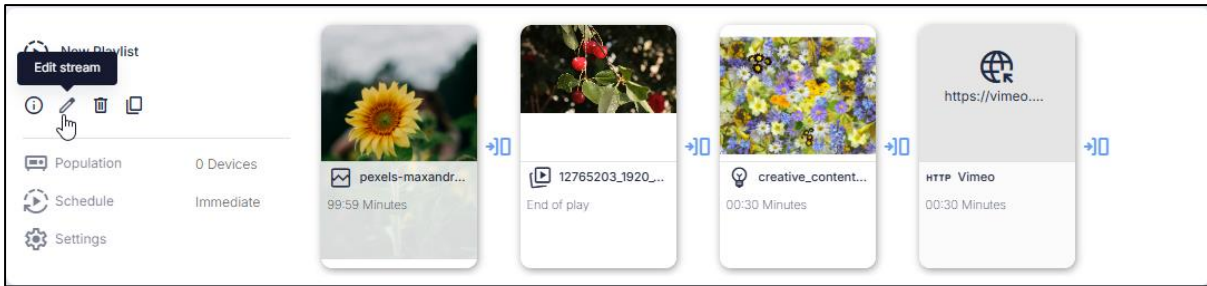 New Playlist
Edit stream
Population 0 Devices
Schedule Immediate
Settings
pexels-maxandr...
99:59 Minutes
12765203_1920_...
End of play
creative_content...
00:30 Minutes
https://vimeo....
HTTP Vimeo
00:30 Minutes